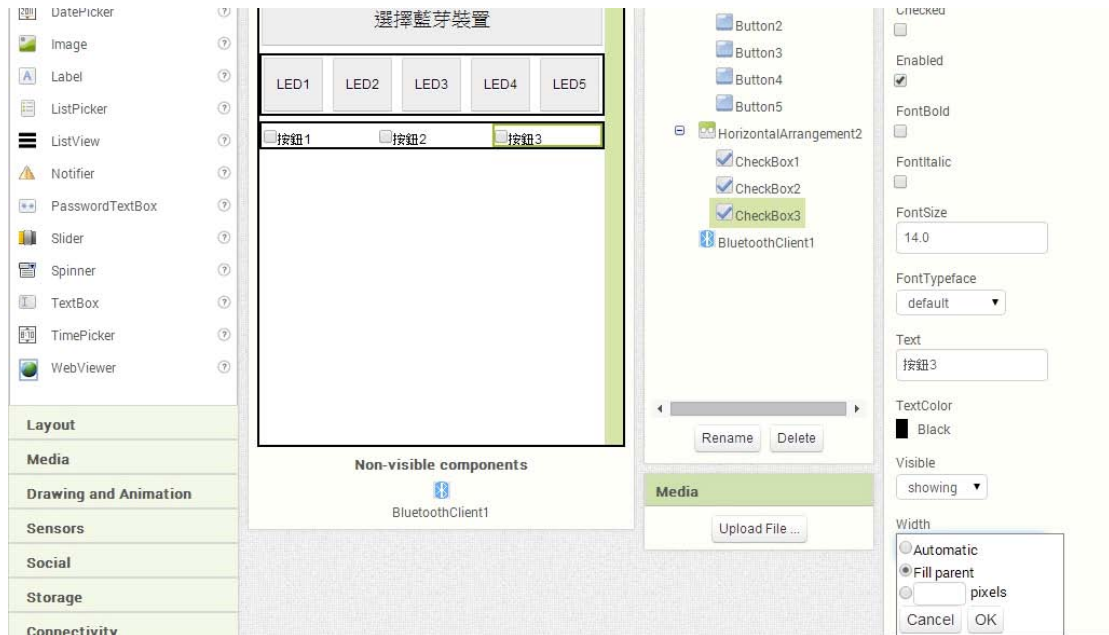 DatePicker
Image
Label
ListPicker
ListView
Notifier
PasswordTextBox
Slider
Spinner
TextBox
TimePicker
WebViewer
Layout
Media
Drawing and Animation
Sensors
Social
Storage
Connectivity
選擇藍芽裝置
LED1 LED2 LED3 LED4 LED5
按鈕1 按鈕2 按鈕3
Non-visible components
BluetoothClient1
Button2
Button3
Button4
Button5
HorizontalArrangement2
CheckBox1
CheckBox2
CheckBox3
BluetoothClient1
Rename Delete
Media
Upload File ...
Checked
Enabled
FontBold
FontItalic
FontSize
14.0
FontTypeface
default
Text
按鈕3
TextColor
Black
Visible
showing
Width
Automatic
Fill parent
pixels
Cancel OK